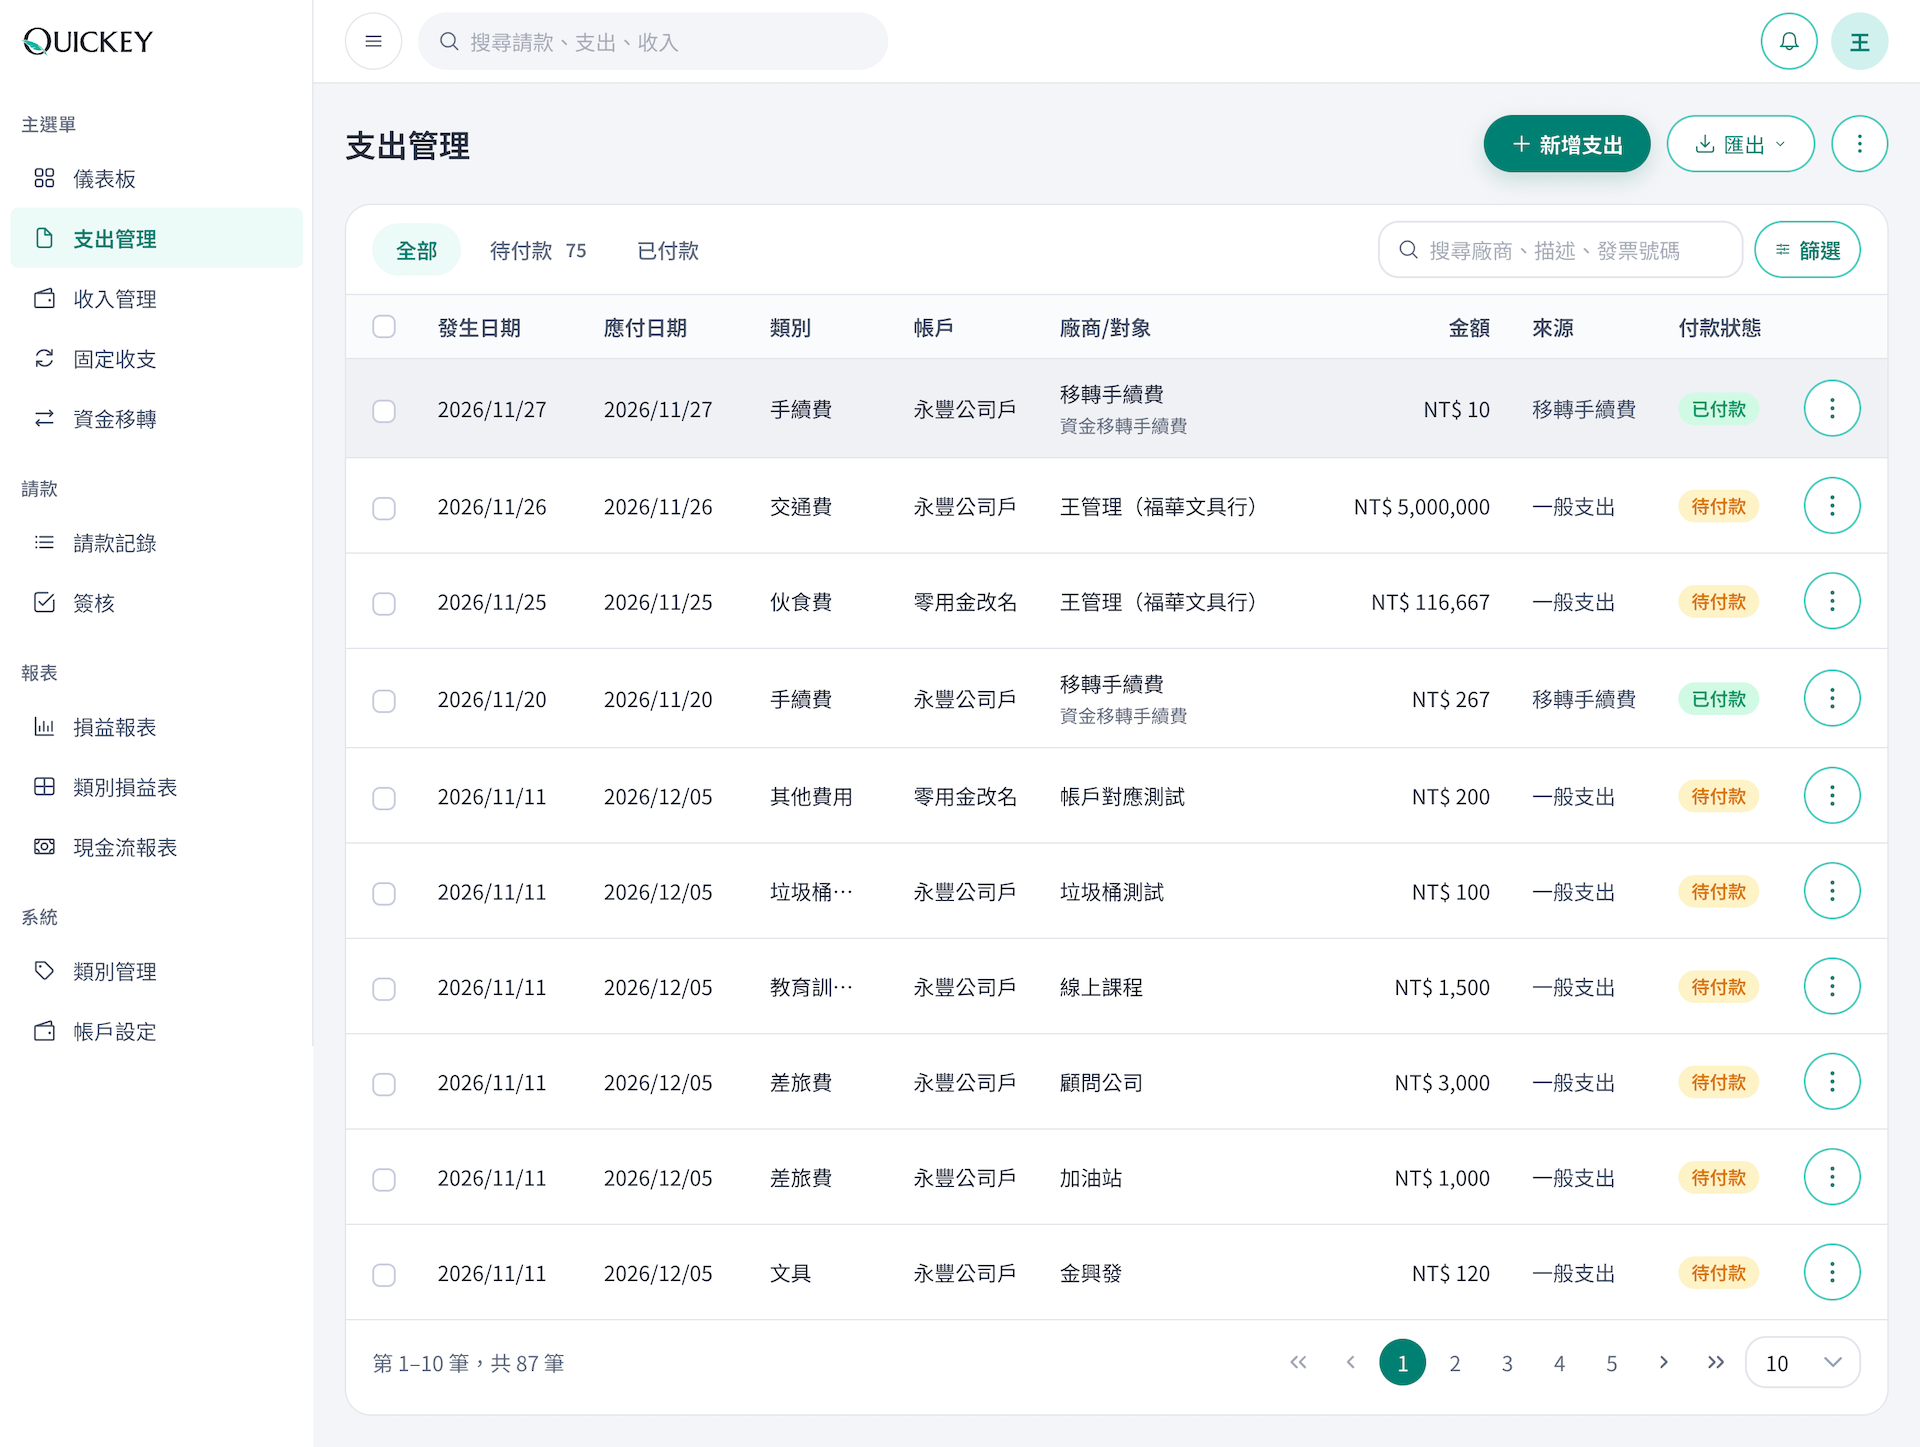 QUICKEY
搜尋請款、支出、收入
王
主選單
儀表板
支出管理
收入管理
固定收支
資金移轉
請款
請款記錄
簽核
報表
損益報表
類別損益表
現金流報表
系統
類別管理
帳戶設定
支出管理
新增支出
匯出
全部 待付款 75 已付款
搜尋廠商、描述、發票號碼
篩選
發生日期 應付日期 類別 帳戶 廠商/對象 金額 來源 付款狀態
2026/11/27 2026/11/27 手續費 永豐公司戶 移轉手續費 NT$ 10 移轉手續費 已付款
資金移轉手續費
2026/11/26 2026/11/26 交通費 永豐公司戶 王管理（福華文具行） NT$ 5,000,000 一般支出 待付款
2026/11/25 2026/11/25 伙食費 零用金改名 王管理（福華文具行） NT$ 116,667 一般支出 待付款
2026/11/20 2026/11/20 手續費 永豐公司戶 移轉手續費 NT$ 267 移轉手續費 已付款
資金移轉手續費
2026/11/11 2026/12/05 其他費用 零用金改名 帳戶對應測試 NT$ 200 一般支出 待付款
2026/11/11 2026/12/05 垃圾桶… 永豐公司戶 垃圾桶測試 NT$ 100 一般支出 待付款
2026/11/11 2026/12/05 教育訓… 永豐公司戶 線上課程 NT$ 1,500 一般支出 待付款
2026/11/11 2026/12/05 差旅費 永豐公司戶 顧問公司 NT$ 3,000 一般支出 待付款
2026/11/11 2026/12/05 差旅費 永豐公司戶 加油站 NT$ 1,000 一般支出 待付款
2026/11/11 2026/12/05 文具 永豐公司戶 金興發 NT$ 120 一般支出 待付款
第 1–10 筆，共 87 筆
1 2 3 4 5 10